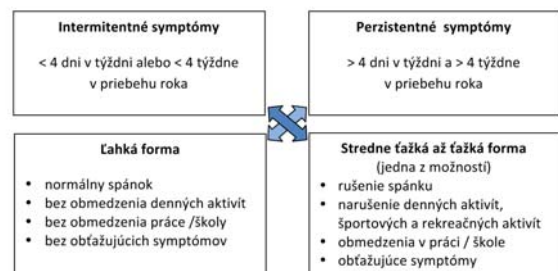 Intermitentné symptómy
< 4 dni v týždni alebo < 4 týždne
v priebehu roka
Perzistentné symptómy
> 4 dni v týždni a > 4 týždne
v priebehu roka
Ľahká forma
• normálny spánok
• bez obmedzenia denných aktivít
• bez obmedzenia práce /školy
• bez obťažujúcich symptómov
Stredne ťažká až ťažká forma
(jedna z možností)
• rušenie spánku
• narušenie denných aktivít,
športových a rekreačných aktivít
• obmedzenia v práci / škole
• obťažujúce symptómy